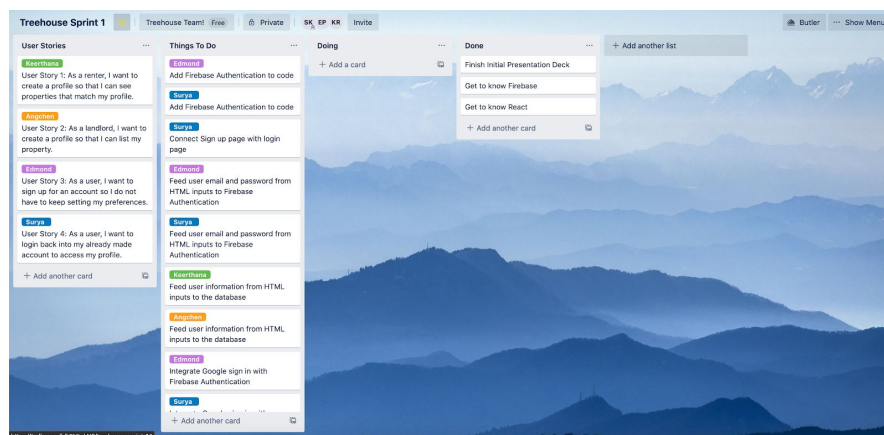 Treehouse Sprint 1
Treehouse Team! Free
Private
SK EP KR
Invite
Butler
··· Show Menu
User Stories ···
Keerthana
User Story 1: As a renter, I want to
create a profile so that I can see
properties that match my profile.
Angchen
User Story 2: As a landlord, I want to
create a profile so that I can list my
property.
Edmond
User Story 3: As a user, I want to
sign up for an account so I do not
have to keep setting my preferences.
Surya
User Story 4: As a user, I want to
login back into my already made
account to access my profile.
+ Add another card
Things To Do ···
Edmond
Add Firebase Authentication to code
Surya
Add Firebase Authentication to code
Surya
Connect Sign up page with login
page
Edmond
Feed user email and password from
HTML inputs to Firebase
Authentication
Surya
Feed user email and password from
HTML inputs to Firebase
Authentication
Keerthana
Feed user information from HTML
inputs to the database
Angchen
Feed user information from HTML
inputs to the database
Edmond
Integrate Google sign in with
Firebase Authentication
Surya
+ Add another card
Doing ···
+ Add a card
Done ···
Finish Initial Presentation Deck
Get to know Firebase
Get to know React
+ Add another card
+ Add another list